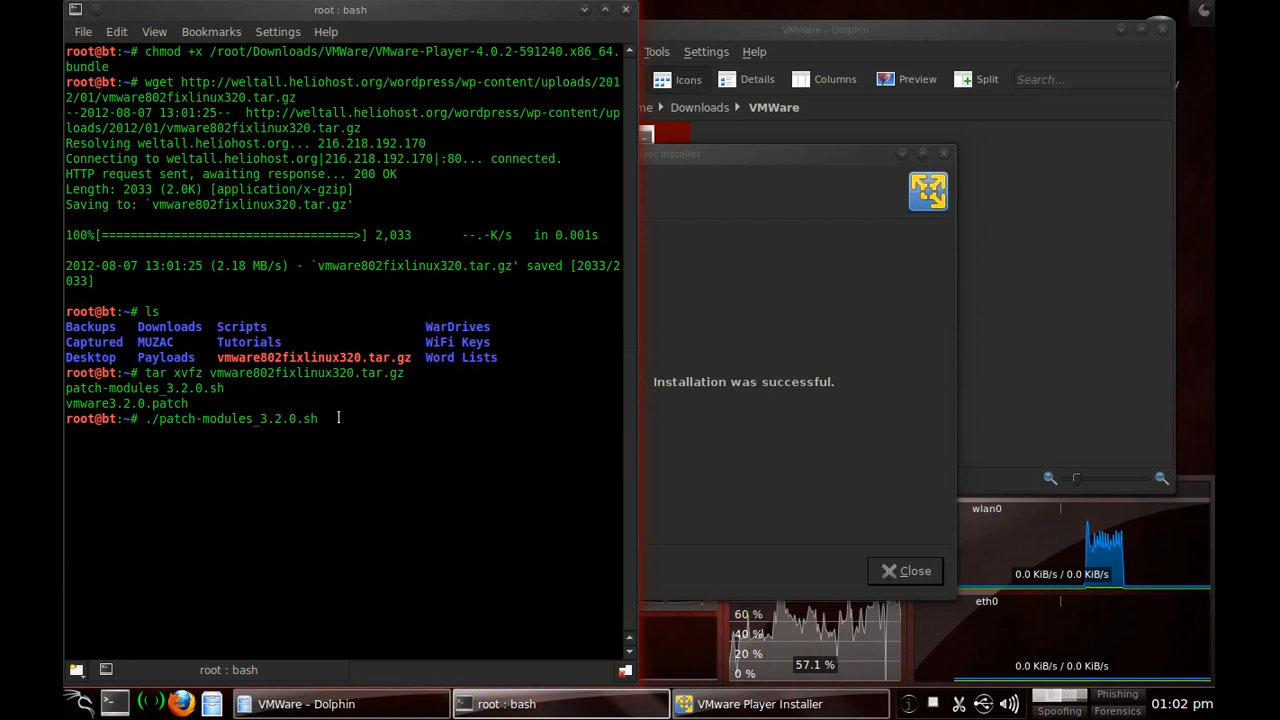 root : bash
File Edit View Bookmarks Settings Help
root@bt:~# chmod +x /root/Downloads/VMWare/VMware-Player-4.0.2-591240.x86_64.
bundle
root@bt:~# wget http://weltall.heliohost.org/wordpress/wp-content/uploads/201
2/01/vmware802fixlinux320.tar.gz
--2012-08-07 13:01:25-- http://weltall.heliohost.org/wordpress/wp-content/up
loads/2012/01/vmware802fixlinux320.tar.gz
Resolving weltall.heliohost.org... 216.218.192.170
Connecting to weltall.heliohost.org|216.218.192.170|:80... connected.
HTTP request sent, awaiting response... 200 OK
Length: 2033 (2.0K) [application/x-gzip]
Saving to: `vmware802fixlinux320.tar.gz'
100%[===================================>] 2,033 --.-K/s in 0.001s
2012-08-07 13:01:25 (2.18 MB/s) - `vmware802fixlinux320.tar.gz' saved [2033/2
033]
root@bt:~# ls
Backups Downloads Scripts WarDrives
Captured MUZAC Tutorials WiFi Keys
Desktop Payloads vmware802fixlinux320.tar.gz Word Lists
root@bt:~# tar xvfz vmware802fixlinux320.tar.gz
patch-modules_3.2.0.sh
vmware3.2.0.patch
root@bt:~# ./patch-modules_3.2.0.sh
root : bash
VMWare – Dolphin
Tools Settings Help
Icons Details Columns Preview Split Search...
me Downloads VMWare
ayer Installer
Installation was successful.
Close
wlan0
0.0 KiB/s / 0.0 KiB/s
eth0
0.0 KiB/s / 0.0 KiB/s
60 %
40 %
20 %
0 %
57.1 %
VMWare – Dolphin
root : bash
VMware Player Installer
Phishing
Spoofing Forensics
01:02 pm